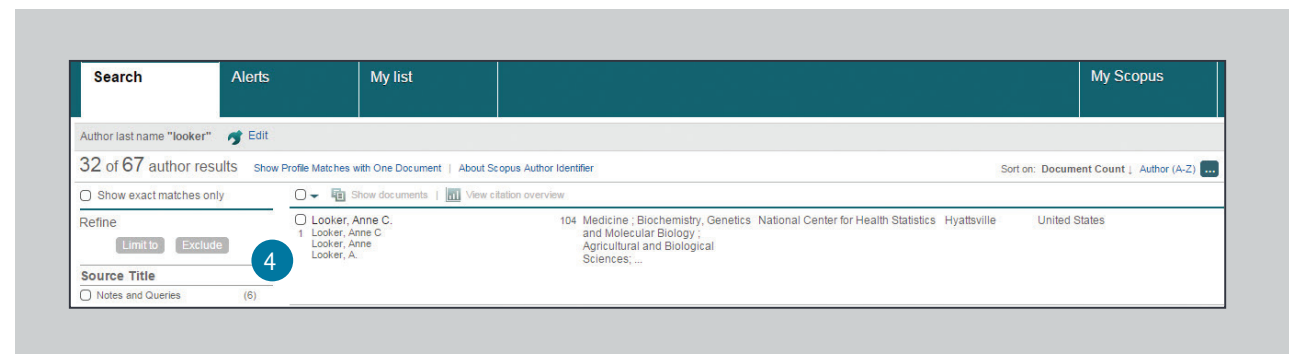 Search Alerts My list My Scopus
Author last name "looker" Edit
32 of 67 author results Show Profile Matches with One Document | About Scopus Author Identifier Sort on: Document Count ↓ Author (A-Z) ...
Show exact matches only Show documents | View citation overview
Refine
Limit to Exclude
4
Source Title
Notes and Queries (6)
1
Looker, Anne C. 104 Medicine ; Biochemistry, Genetics National Center for Health Statistics Hyattsville United States
Looker, Anne C and Molecular Biology ;
Looker, Anne Agricultural and Biological
Looker, A. Sciences; ...